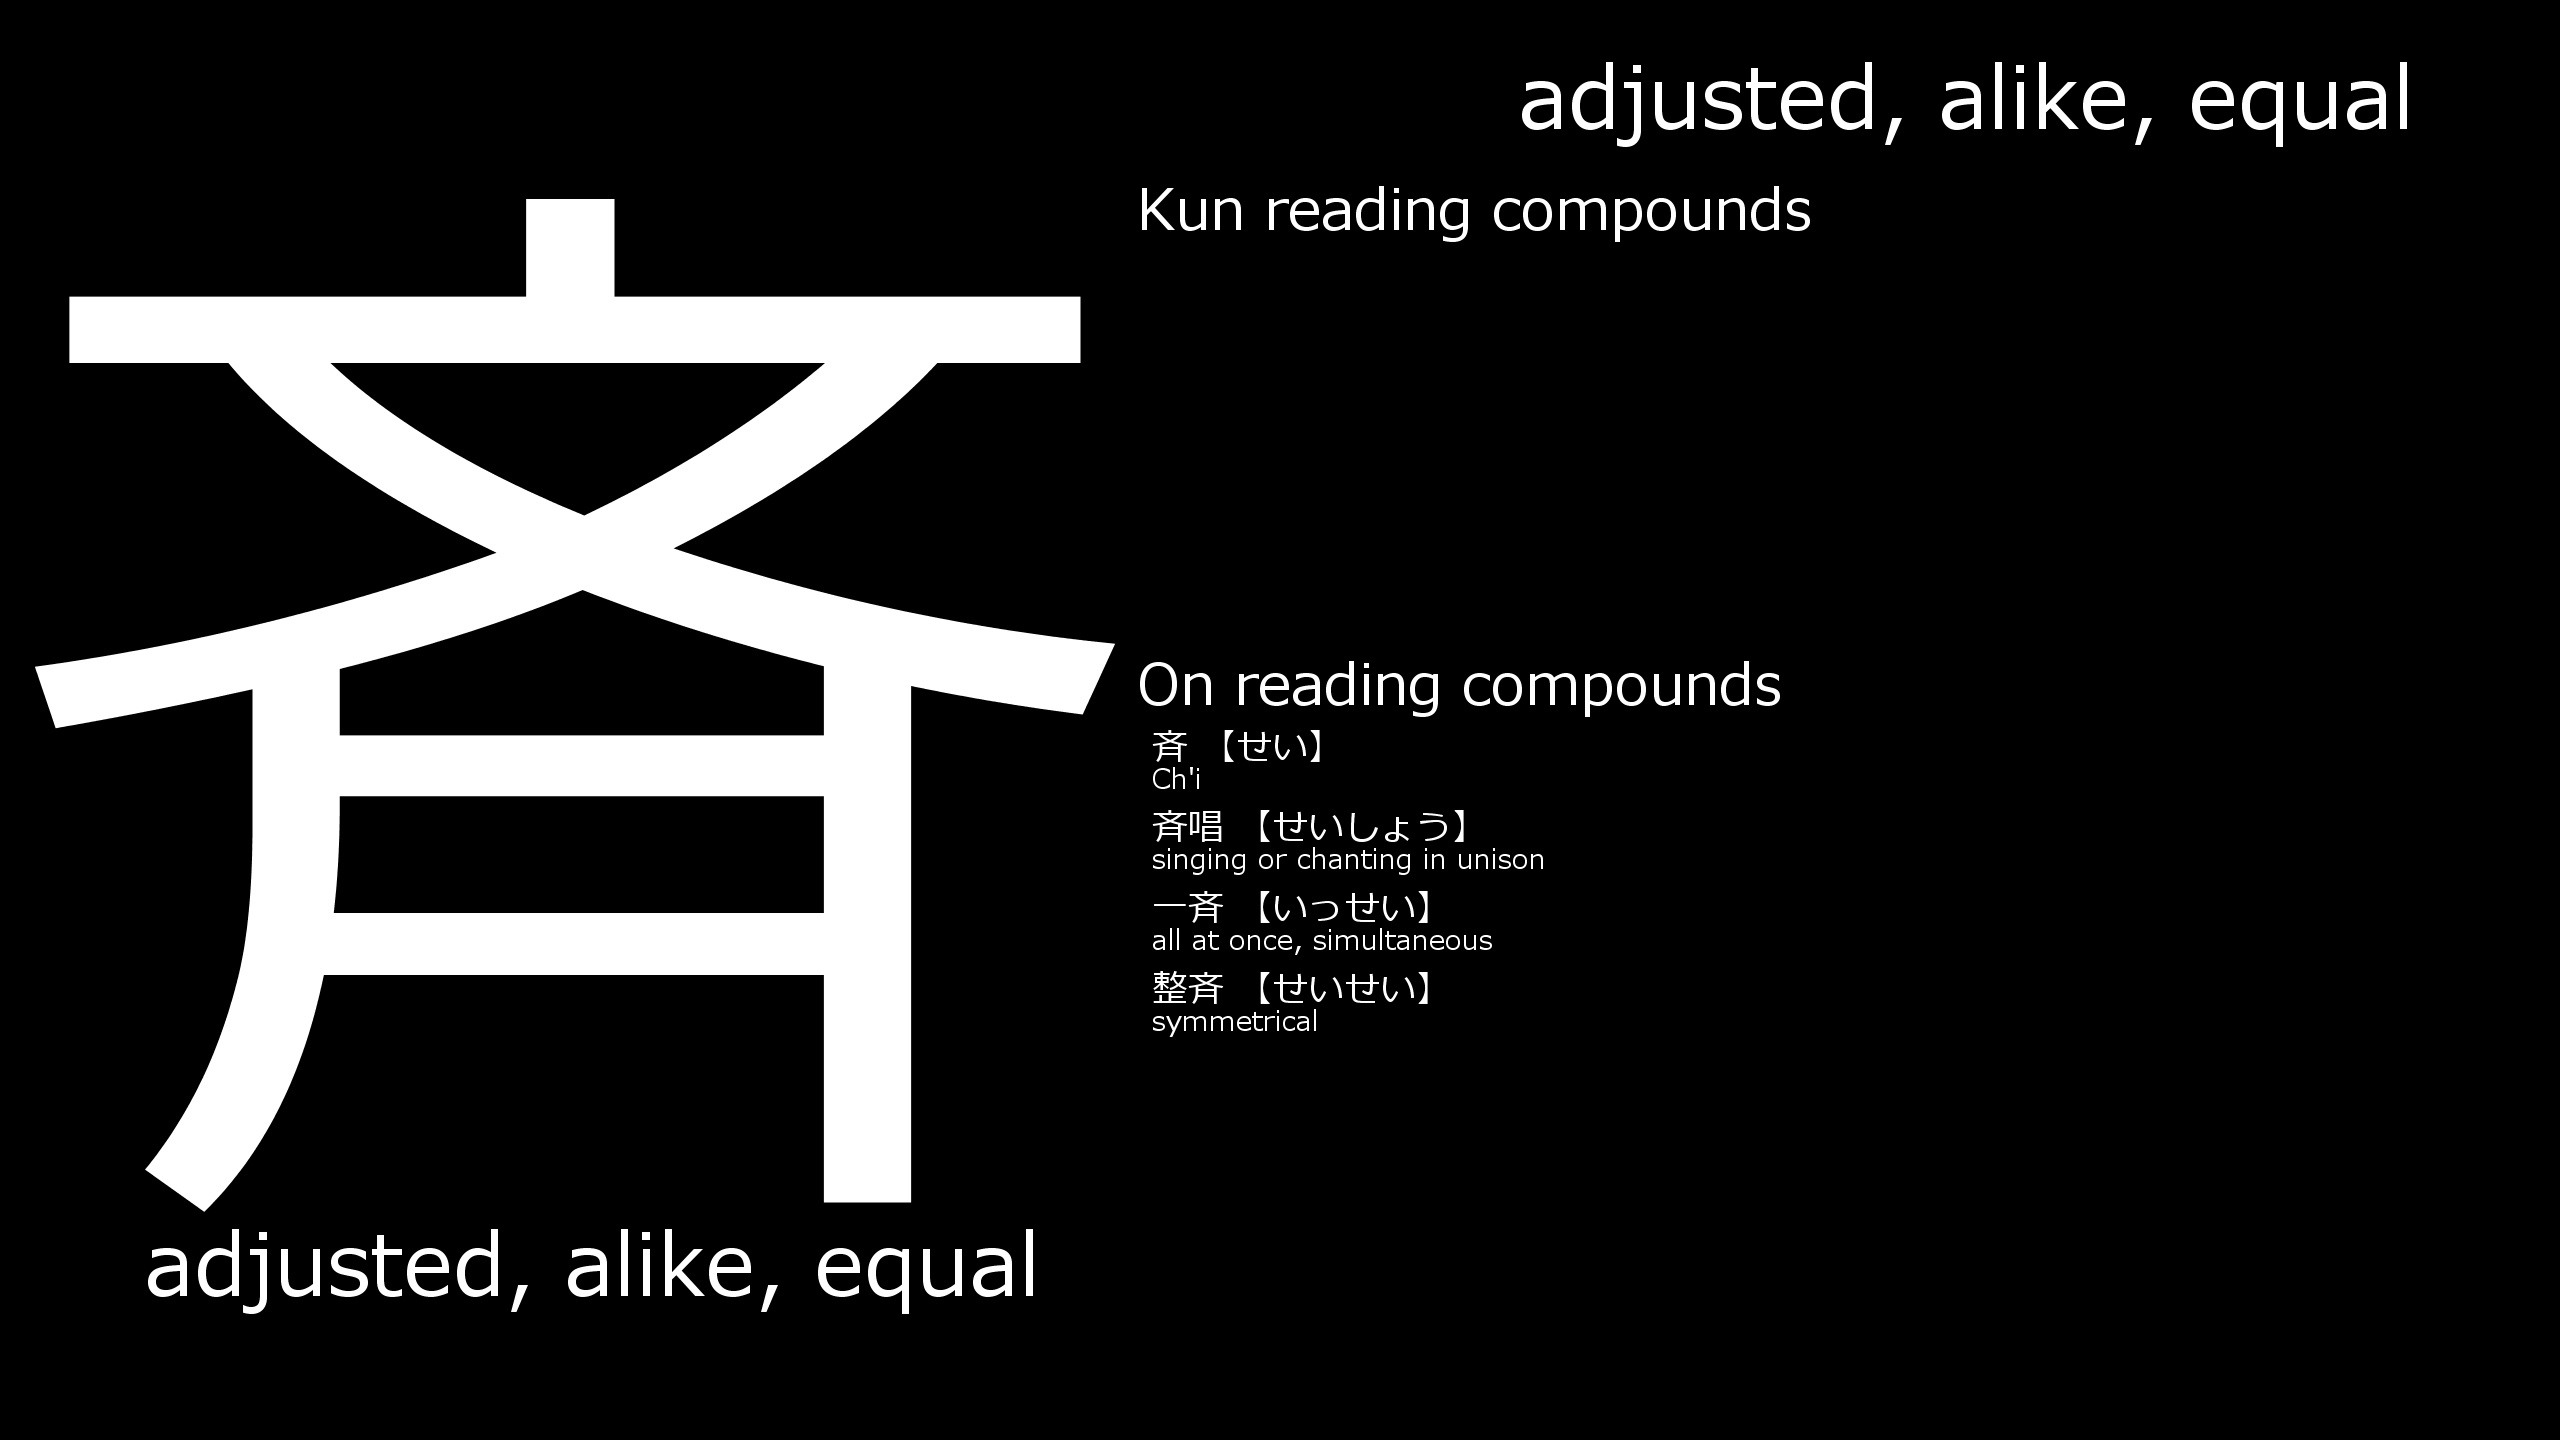 斉
adjusted, alike, equal
adjusted, alike, equal
Kun reading compounds
On reading compounds
斉 【せい】
Ch'i
斉唱 【せいしょう】
singing or chanting in unison
一斉 【いっせい】
all at once, simultaneous
整斉 【せいせい】
symmetrical